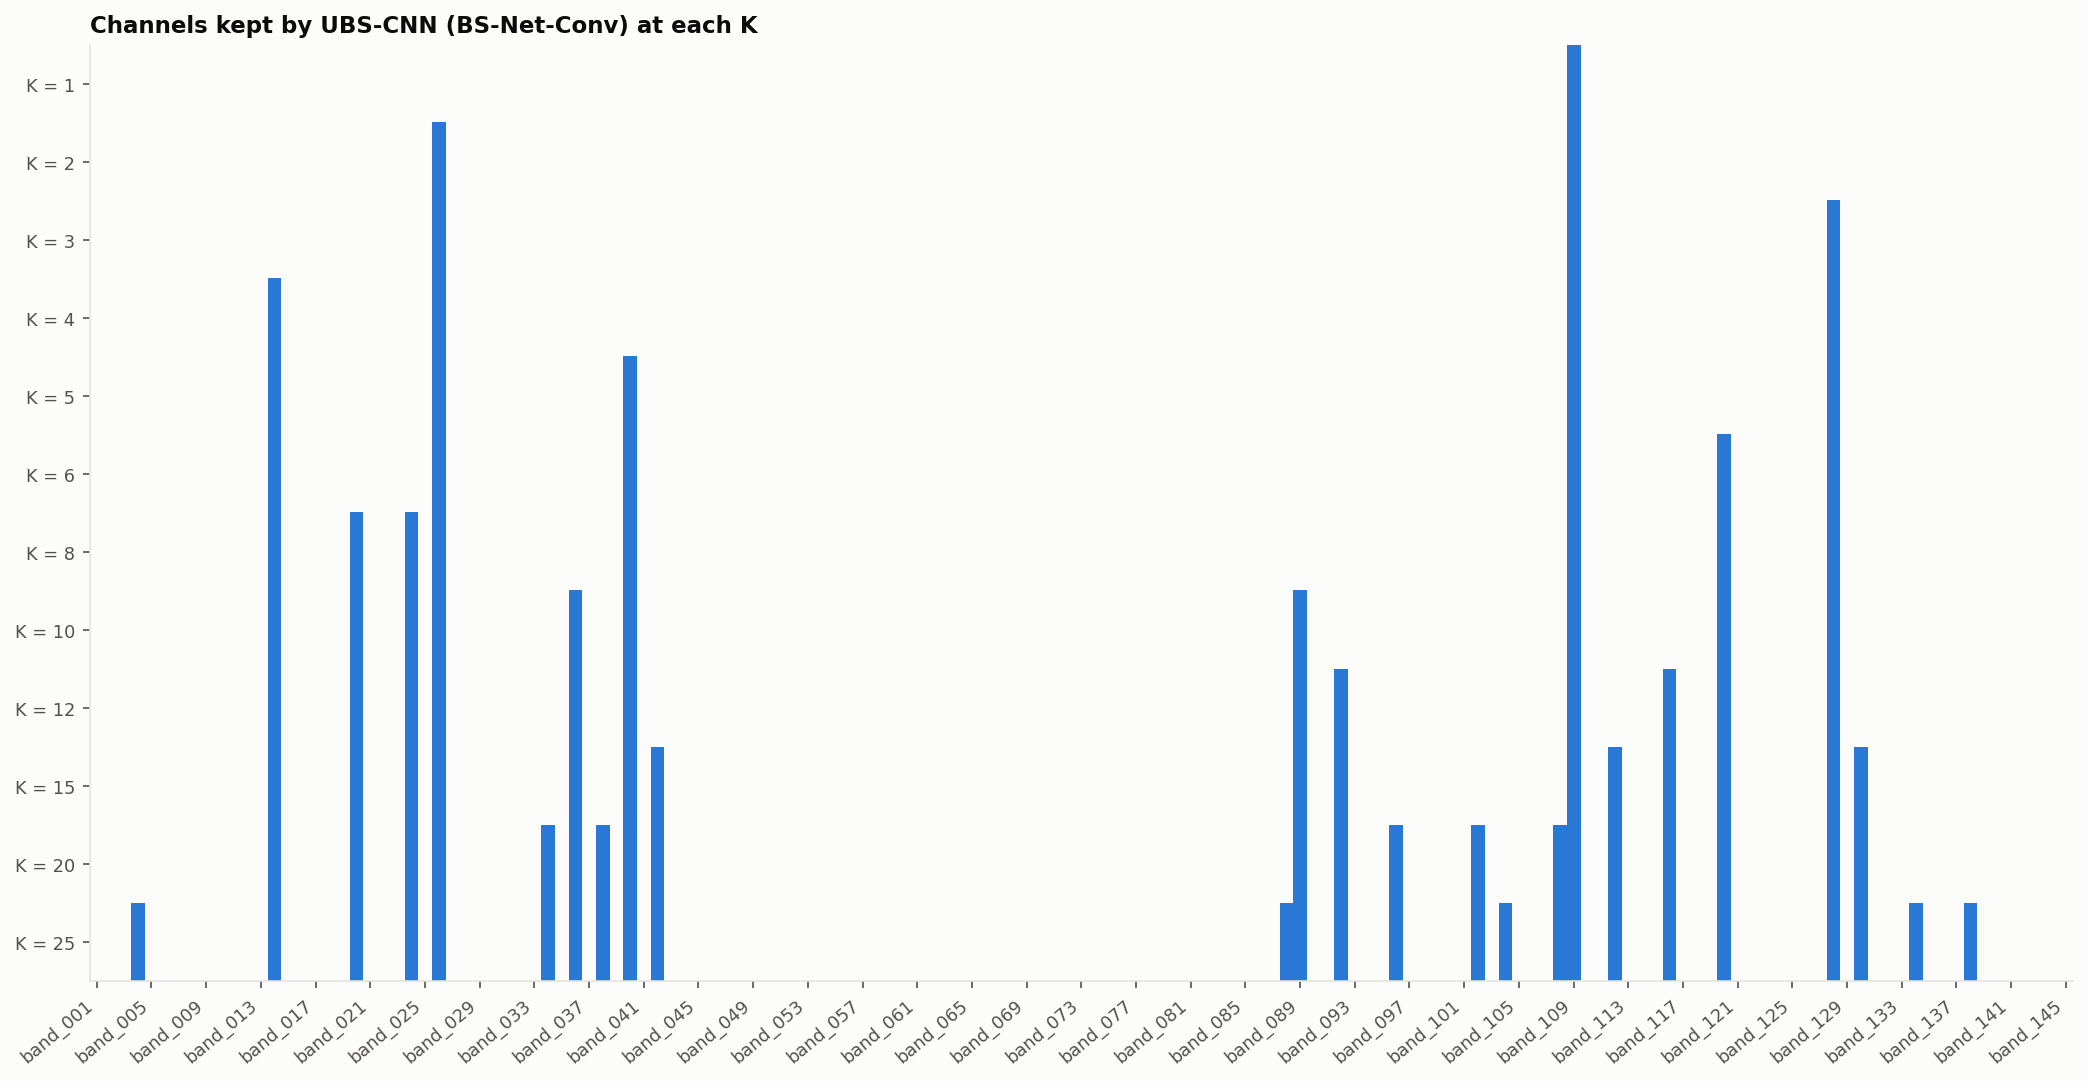 Channels kept by UBS-CNN (BS-Net-Conv) at each K
K = 1
K = 2
K = 3
K = 4
K = 5
K = 6
K = 8
K = 10
K = 12
K = 15
K = 20
K = 25
band_001
band_005
band_009
band_013
band_017
band_021
band_025
band_029
band_033
band_037
band_041
band_045
band_049
band_053
band_057
band_061
band_065
band_069
band_073
band_077
band_081
band_085
band_089
band_093
band_097
band_101
band_105
band_109
band_113
band_117
band_121
band_125
band_129
band_133
band_137
band_141
band_145